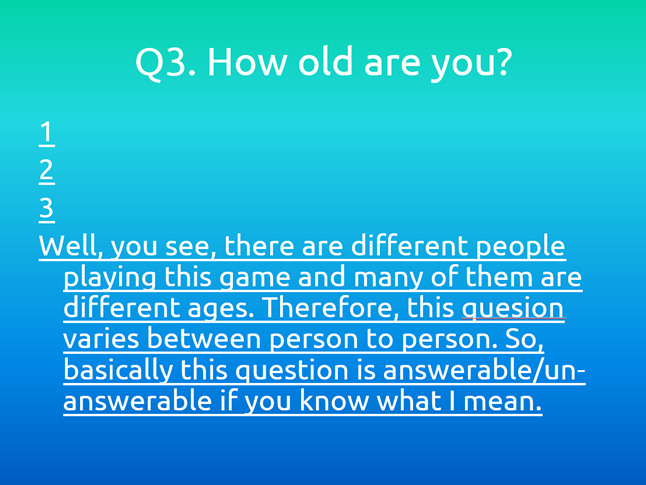 Q3. How old are you?
1
2
3
Well, you see, there are different people
playing this game and many of them are
different ages. Therefore, this quesion
varies between person to person. So,
basically this question is answerable/un-
answerable if you know what I mean.